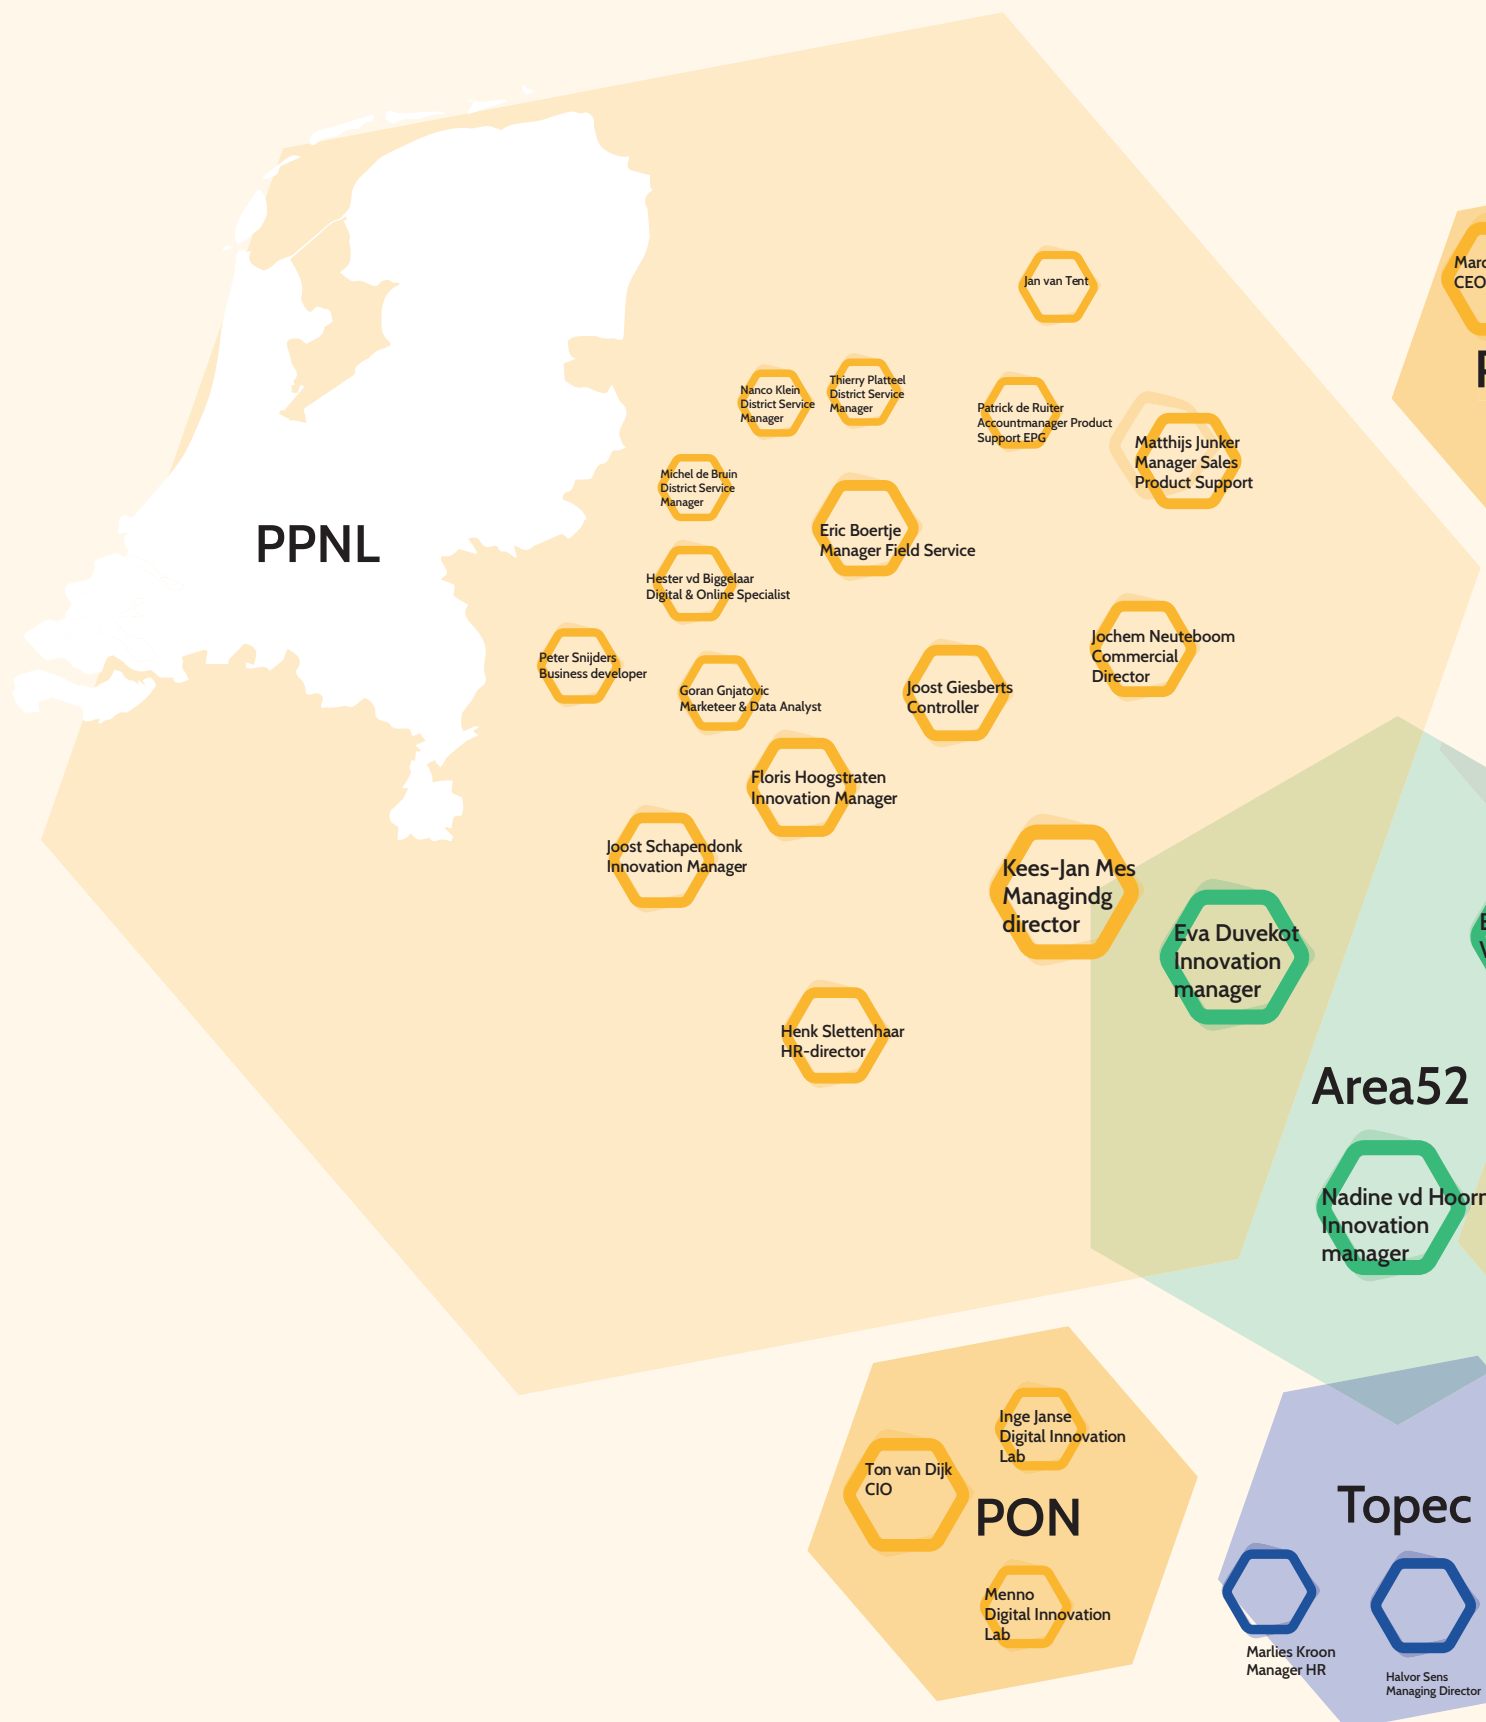 Jan van Tent
Marc
CEO
Nanco Klein
District Service
Manager
Thierry Platteel
District Service
Manager
Patrick de Ruiter
Accountmanager Product
Support EPG
Matthijs Junker
Manager Sales
Product Support
Michel de Bruin
District Service
Manager
PPNL
Eric Boertje
Manager Field Service
Hester vd Biggelaar
Digital & Online Specialist
Peter Snijders
Business developer
Goran Gnjatovic
Marketeer & Data Analyst
Joost Giesberts
Controller
Jochem Neuteboom
Commercial
Director
Floris Hoogstraten
Innovation Manager
Joost Schapendonk
Innovation Manager
Kees-Jan Mes
Managindg
director
Eva Duvekot
Innovation
manager
Henk Slettenhaar
HR-director
Area52
Nadine vd Hoorn
Innovation
manager
Inge Janse
Digital Innovation
Lab
Ton van Dijk
CIO
PON
Menno
Digital Innovation
Lab
Topec
Marlies Kroon
Manager HR
Halvor Sens
Managing Director